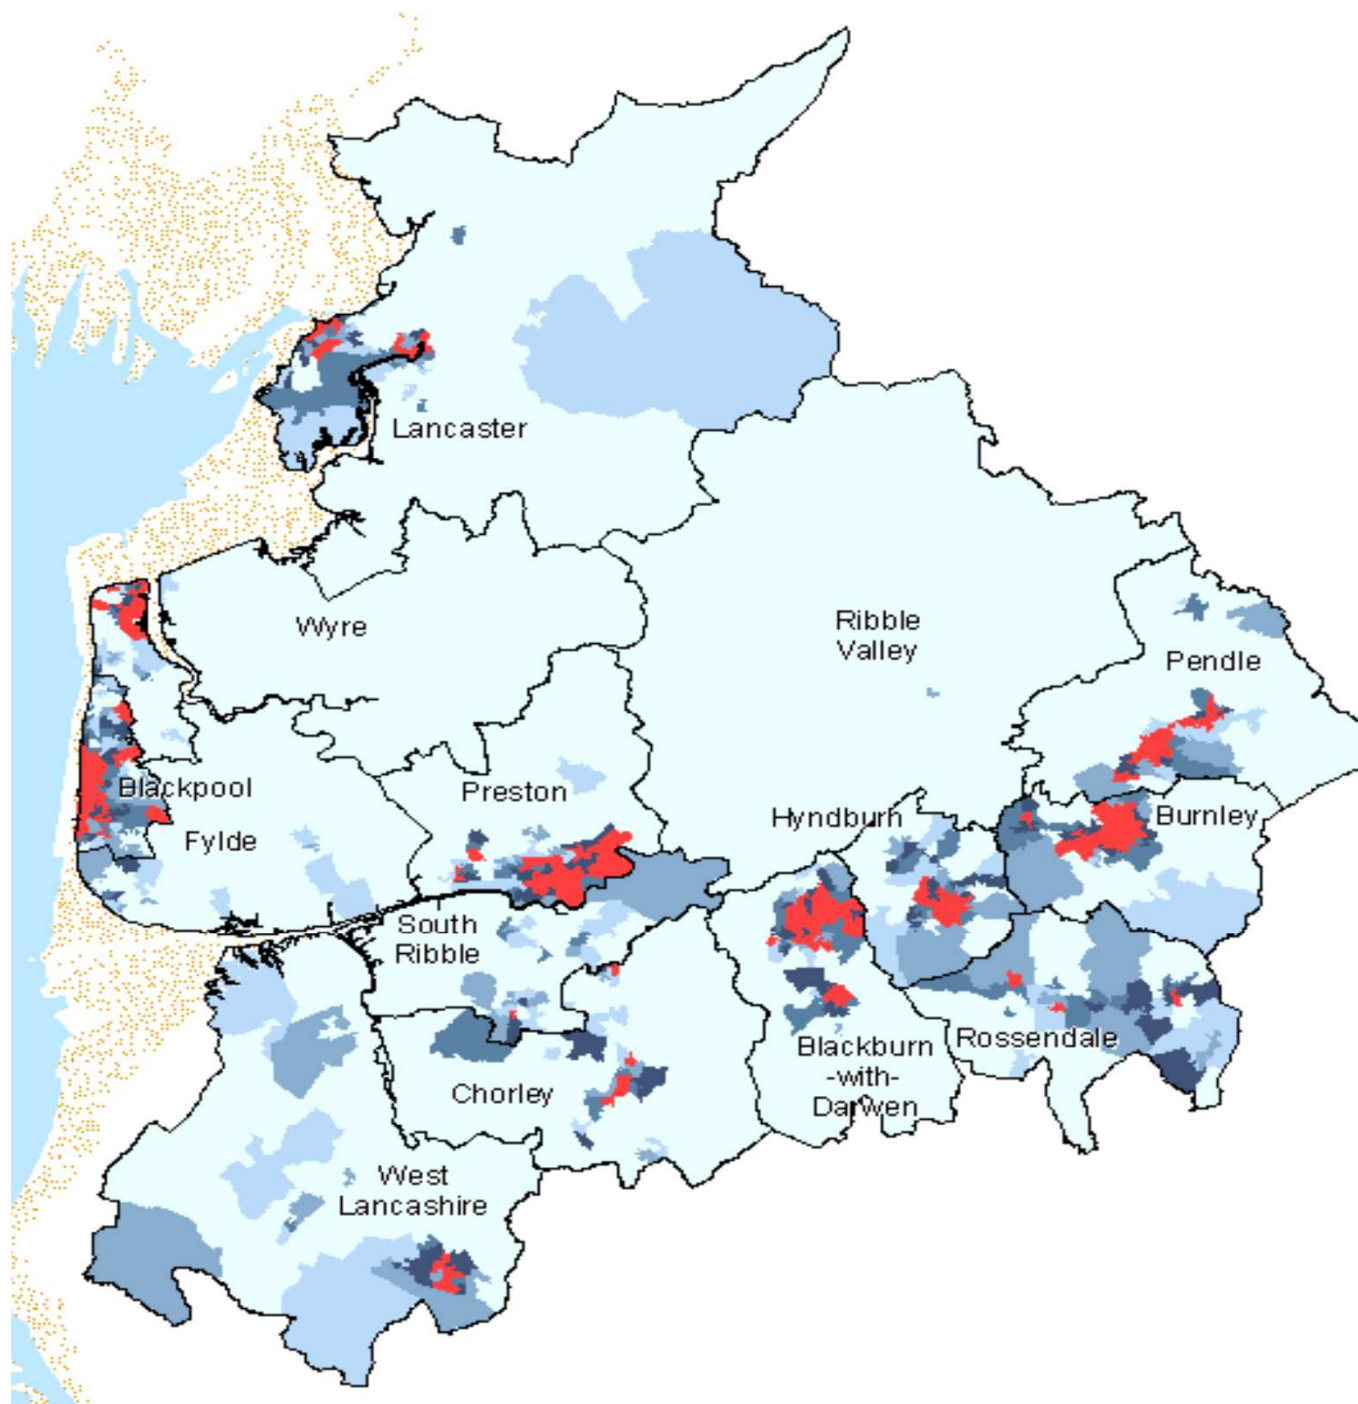 Lancaster
Wyre
Ribble
Valley
Pendle
Blackpool
Preston
Hyndburn
Burnley
Fylde
South
Ribble
Rossendale
Blackburn
-with-
Darwen
Chorley
West
Lancashire